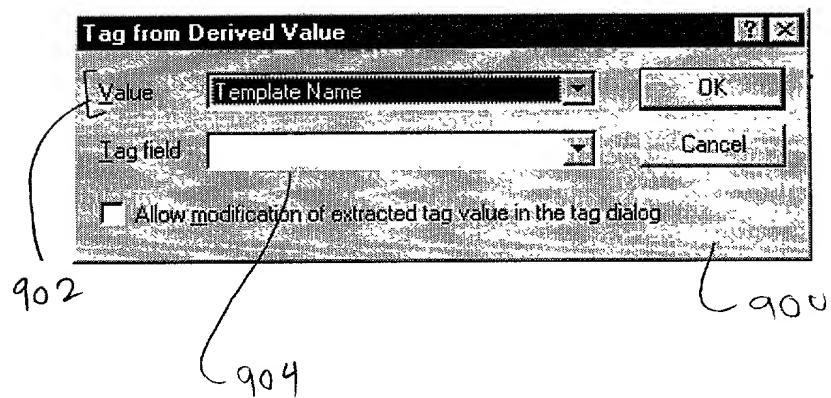 Tag from Derived Value
Value Template Name OK
Tag field Cancel
Allow modification of extracted tag value in the tag dialog
902
900
904